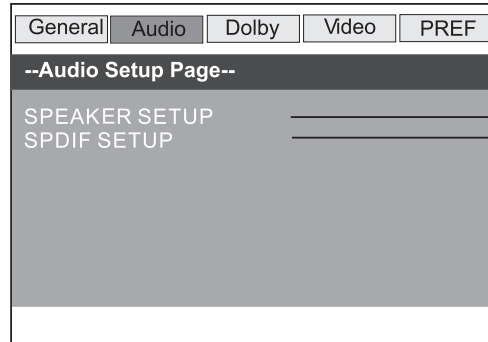 General Audio Dolby Video PREF
--Audio Setup Page--
SPEAKER SETUP
SPDIF SETUP